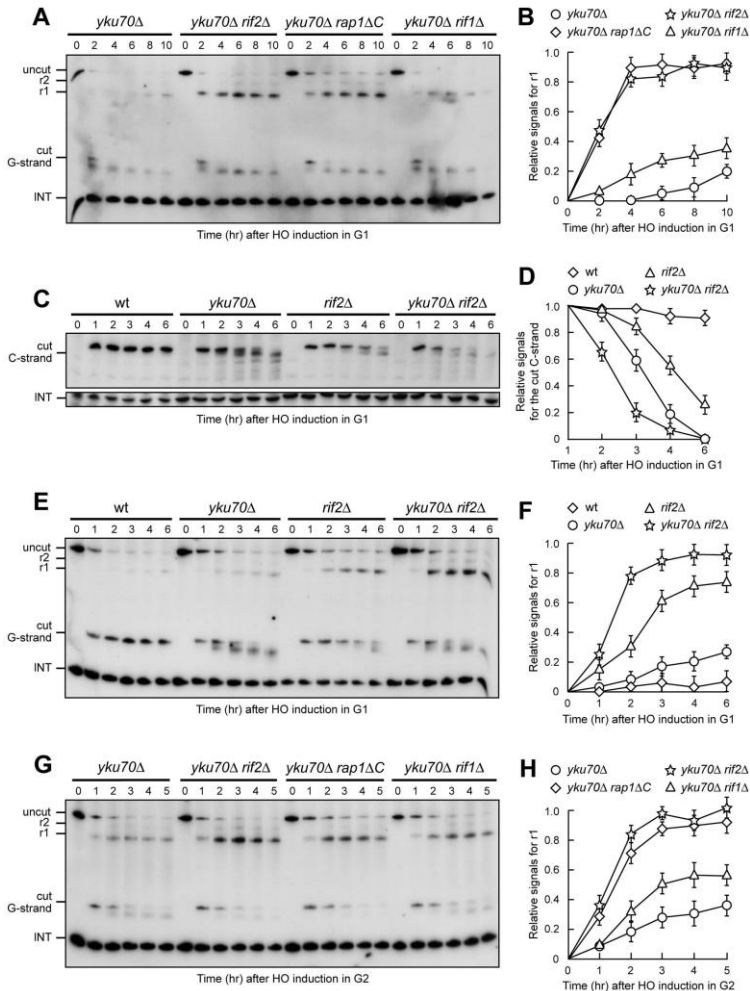 A
yku70Δ yku70Δ rif2Δ yku70Δ rap1ΔC yku70Δ rif1Δ
0 2 4 6 8 10 0 2 4 6 8 10 0 2 4 6 8 10 0 2 4 6 8 10
uncut
r2
r1
cut
G-strand
INT
Time (hr) after HO induction in G1
B
yku70Δ yku70Δ rif2Δ
yku70Δ rap1ΔC yku70Δ rif1Δ
Relative signals for r1
1.0
0.8
0.6
0.4
0.2
0
0 2 4 6 8 10
Time (hr) after HO induction in G1
C
wt yku70Δ rif2Δ yku70Δ rif2Δ
0 1 2 3 4 6 0 1 2 3 4 6 0 1 2 3 4 6 0 1 2 3 4 6
cut
C-strand
INT
Time (hr) after HO induction in G1
D
wt rif2Δ
yku70Δ yku70Δ rif2Δ
Relative signals
for the cut C-strand
1.0
0.8
0.6
0.4
0.2
0
1 2 3 4 6
Time (hr) after HO induction in G1
E
wt yku70Δ rif2Δ yku70Δ rif2Δ
0 1 2 3 4 6 0 1 2 3 4 6 0 1 2 3 4 6 0 1 2 3 4 6
uncut
r2
r1
cut
G-strand
INT
Time (hr) after HO induction in G1
F
wt rif2Δ
yku70Δ yku70Δ rif2Δ
Relative signals for r1
1.0
0.8
0.6
0.4
0.2
0
0 1 2 3 4 6
Time (hr) after HO induction in G1
G
yku70Δ yku70Δ rif2Δ yku70Δ rap1ΔC yku70Δ rif1Δ
0 1 2 3 4 5 0 1 2 3 4 5 0 1 2 3 4 5 0 1 2 3 4 5
uncut
r2
r1
cut
G-strand
INT
Time (hr) after HO induction in G2
H
yku70Δ yku70Δ rif2Δ
yku70Δ rap1ΔC yku70Δ rif1Δ
Relative signals for r1
1.0
0.8
0.6
0.4
0.2
0
0 1 2 3 4 5
Time (hr) after HO induction in G2